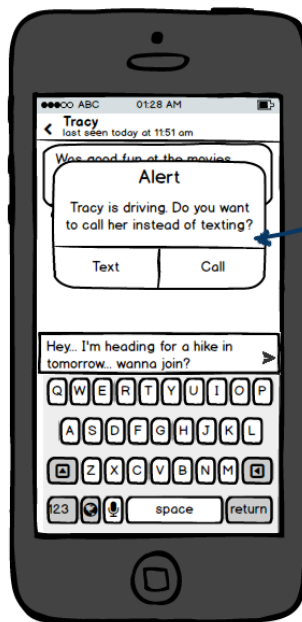 ABC 01:28 AM
Tracy
last seen today at 11:51 am
Was good fun at the movies
Alert
Tracy is driving. Do you want
to call her instead of texting?
Text Call
Hey... I'm heading for a hike in
tomorrow... wanna join?
Q W E R T Y U I O P
A S D F G H J K L
Z X C V B N M
123 space return